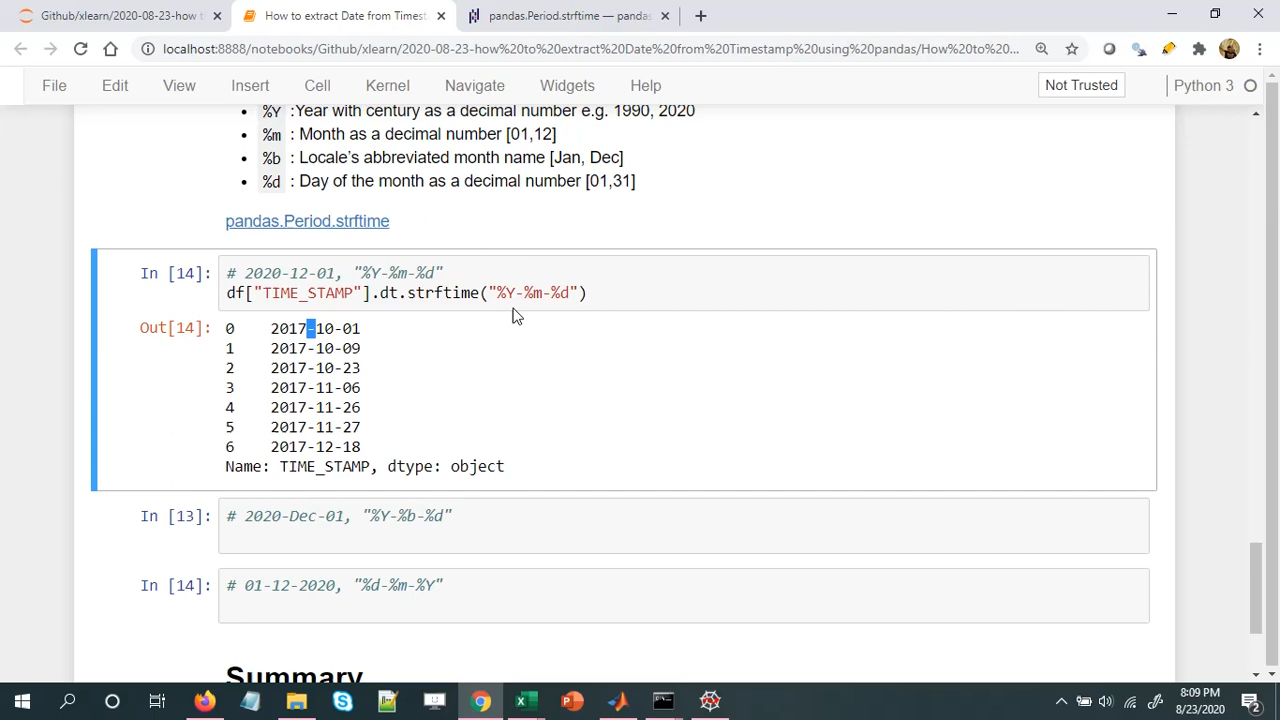 Github/xlearn/2020-08-23-how t
How to extract Date from Timest
pandas.Period.strftime — pandas
localhost:8888/notebooks/Github/xlearn/2020-08-23-how%20to%20extract%20Date%20from%20Timestamp%20using%20pandas/How%20to%20...
File Edit View Insert Cell Kernel Navigate Widgets Help Not Trusted Python 3
%Y :Year with century as a decimal number e.g. 1990, 2020
%m : Month as a decimal number [01,12]
%b : Locale's abbreviated month name [Jan, Dec]
%d : Day of the month as a decimal number [01,31]
pandas.Period.strftime
In [14]: # 2020-12-01, "%Y-%m-%d"
df["TIME_STAMP"].dt.strftime("%Y-%m-%d")
Out[14]: 0 2017-10-01
1 2017-10-09
2 2017-10-23
3 2017-11-06
4 2017-11-26
5 2017-11-27
6 2017-12-18
Name: TIME_STAMP, dtype: object
In [13]: # 2020-Dec-01, "%Y-%b-%d"
In [14]: # 01-12-2020, "%d-%m-%Y"
Summary
8:09 PM
8/23/2020
2